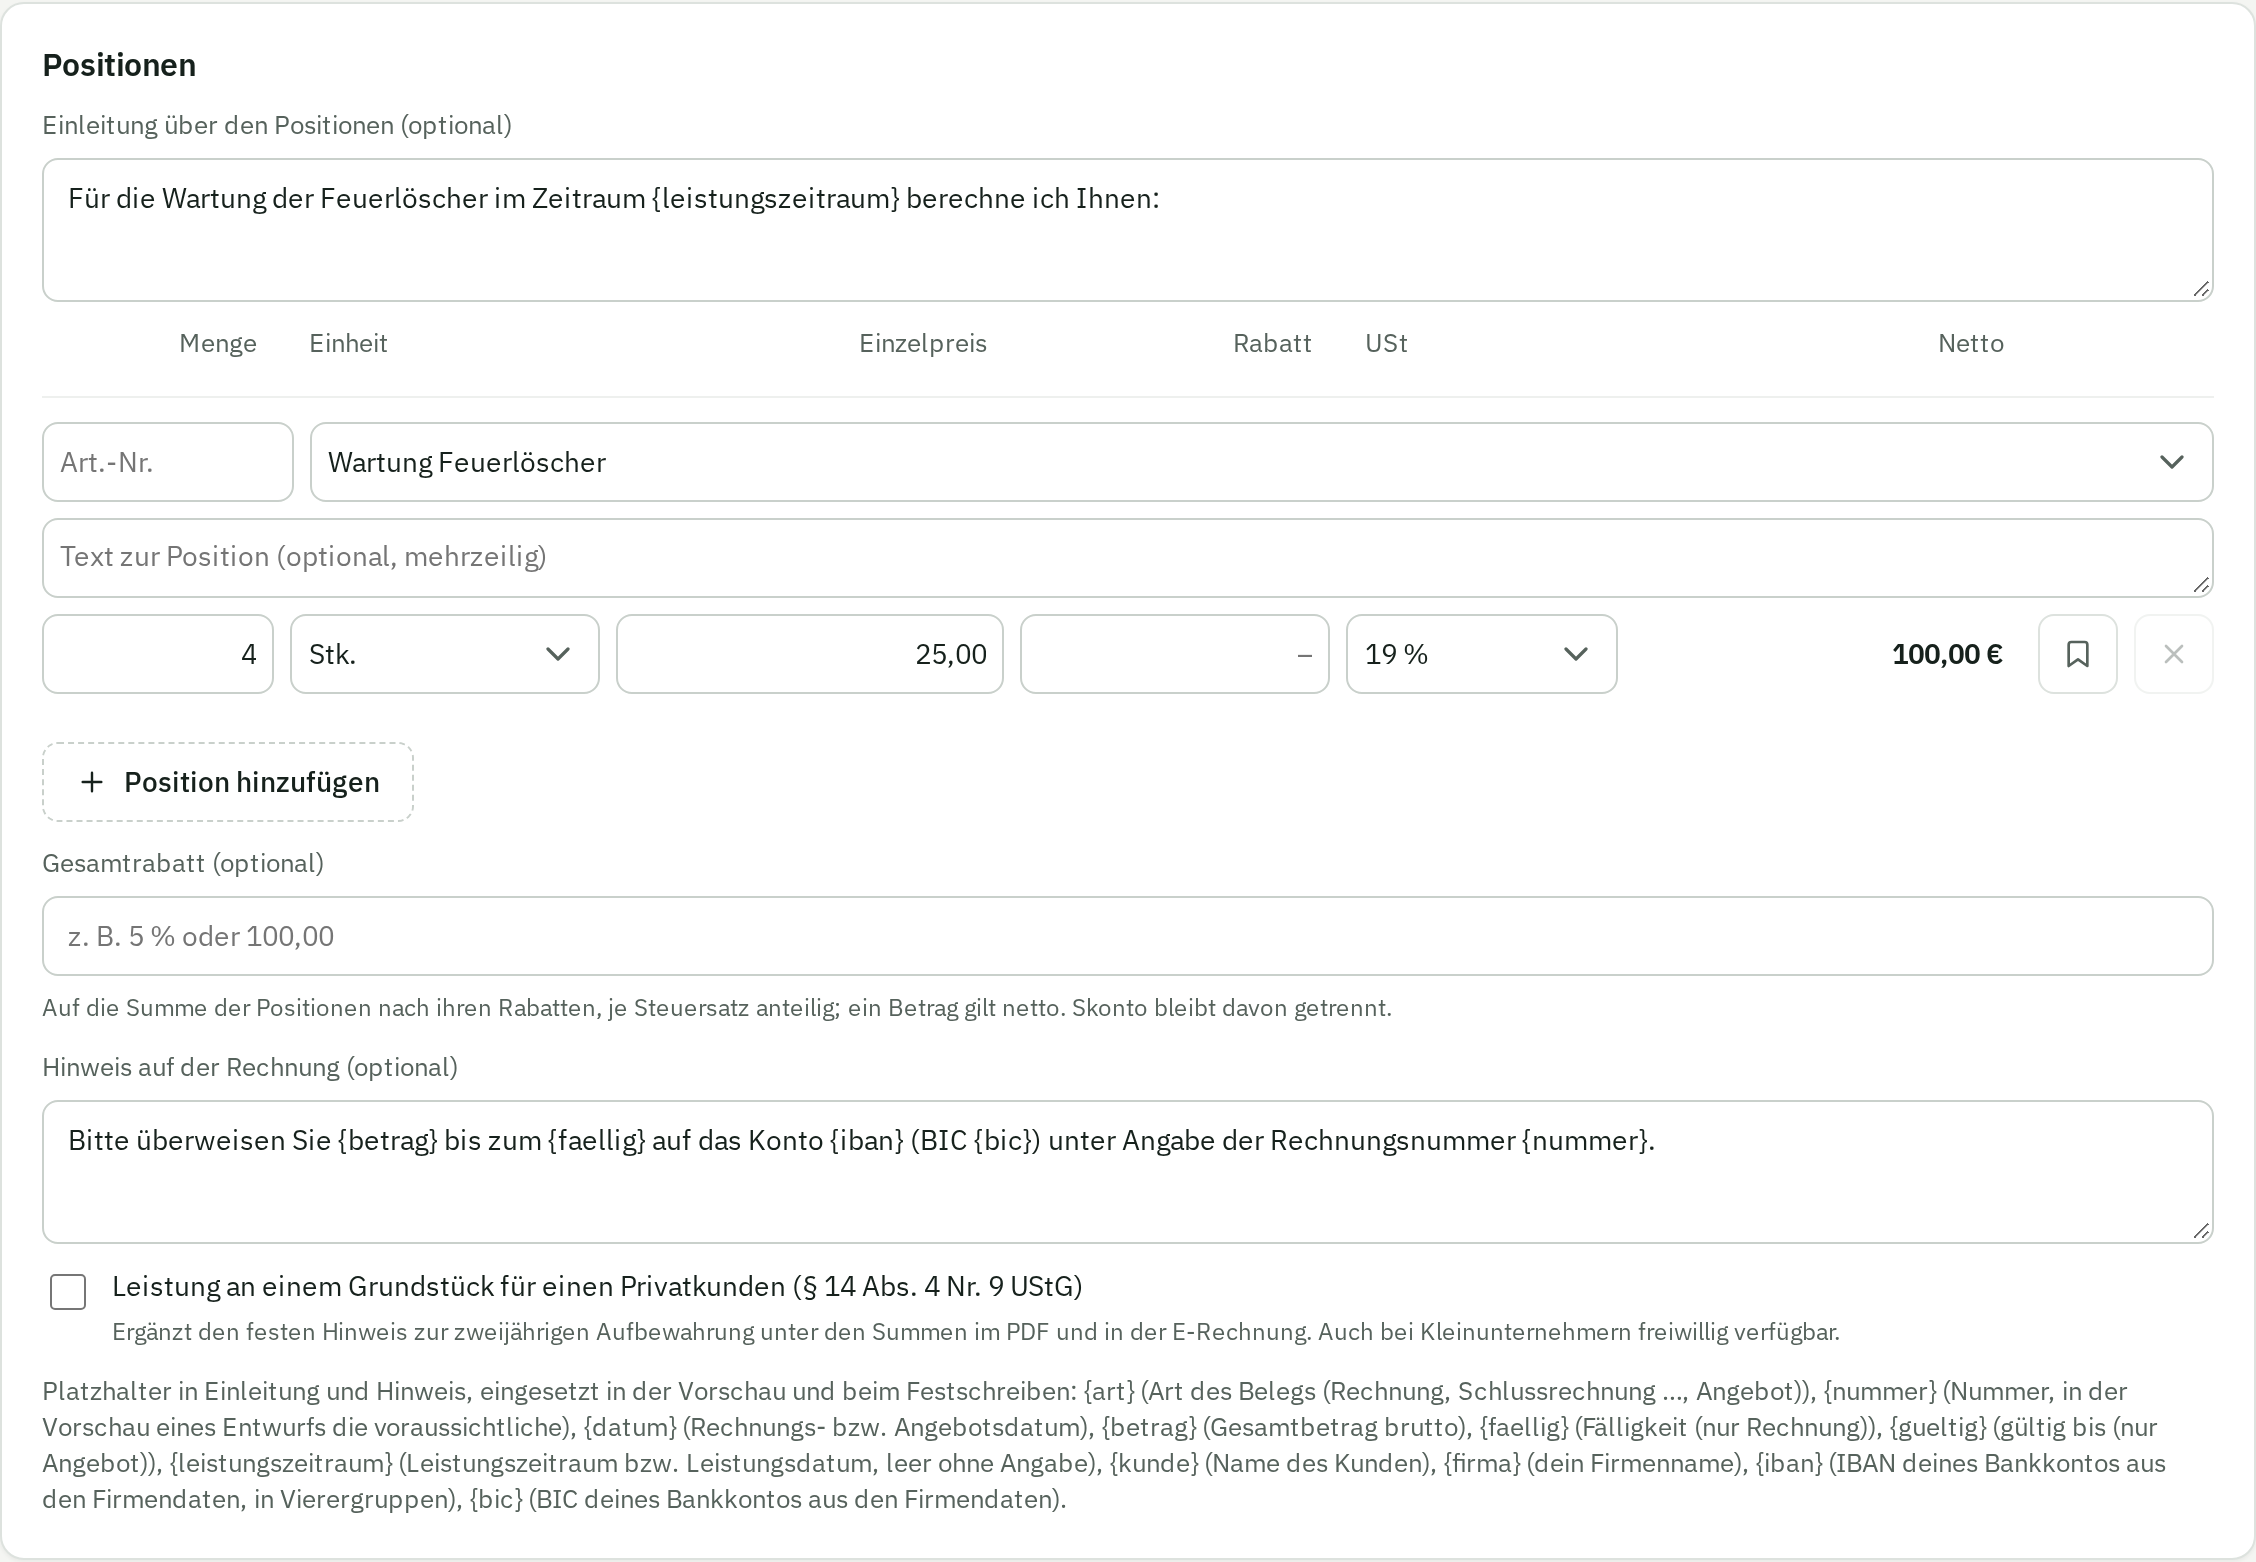 Positionen
Einleitung über den Positionen (optional)
Für die Wartung der Feuerlöscher im Zeitraum {leistungszeitraum} berechne ich Ihnen:
Menge Einheit Einzelpreis Rabatt USt Netto
Art.-Nr. Wartung Feuerlöscher
Text zur Position (optional, mehrzeilig)
4 Stk. 25,00 – 19 % 100,00 €
Position hinzufügen
Gesamtrabatt (optional)
z. B. 5 % oder 100,00
Auf die Summe der Positionen nach ihren Rabatten, je Steuersatz anteilig; ein Betrag gilt netto. Skonto bleibt davon getrennt.
Hinweis auf der Rechnung (optional)
Bitte überweisen Sie {betrag} bis zum {faellig} auf das Konto {iban} (BIC {bic}) unter Angabe der Rechnungsnummer {nummer}.
Leistung an einem Grundstück für einen Privatkunden (§ 14 Abs. 4 Nr. 9 UStG)
Ergänzt den festen Hinweis zur zweijährigen Aufbewahrung unter den Summen im PDF und in der E-Rechnung. Auch bei Kleinunternehmern freiwillig verfügbar.
Platzhalter in Einleitung und Hinweis, eingesetzt in der Vorschau und beim Festschreiben: {art} (Art des Belegs (Rechnung, Schlussrechnung ..., Angebot)), {nummer} (Nummer, in der
Vorschau eines Entwurfs die voraussichtliche), {datum} (Rechnungs- bzw. Angebotsdatum), {betrag} (Gesamtbetrag brutto), {faellig} (Fälligkeit (nur Rechnung)), {gueltig} (gültig bis (nur
Angebot)), {leistungszeitraum} (Leistungszeitraum bzw. Leistungsdatum, leer ohne Angabe), {kunde} (Name des Kunden), {firma} (dein Firmenname), {iban} (IBAN deines Bankkontos aus
den Firmendaten, in Vierergruppen), {bic} (BIC deines Bankkontos aus den Firmendaten).